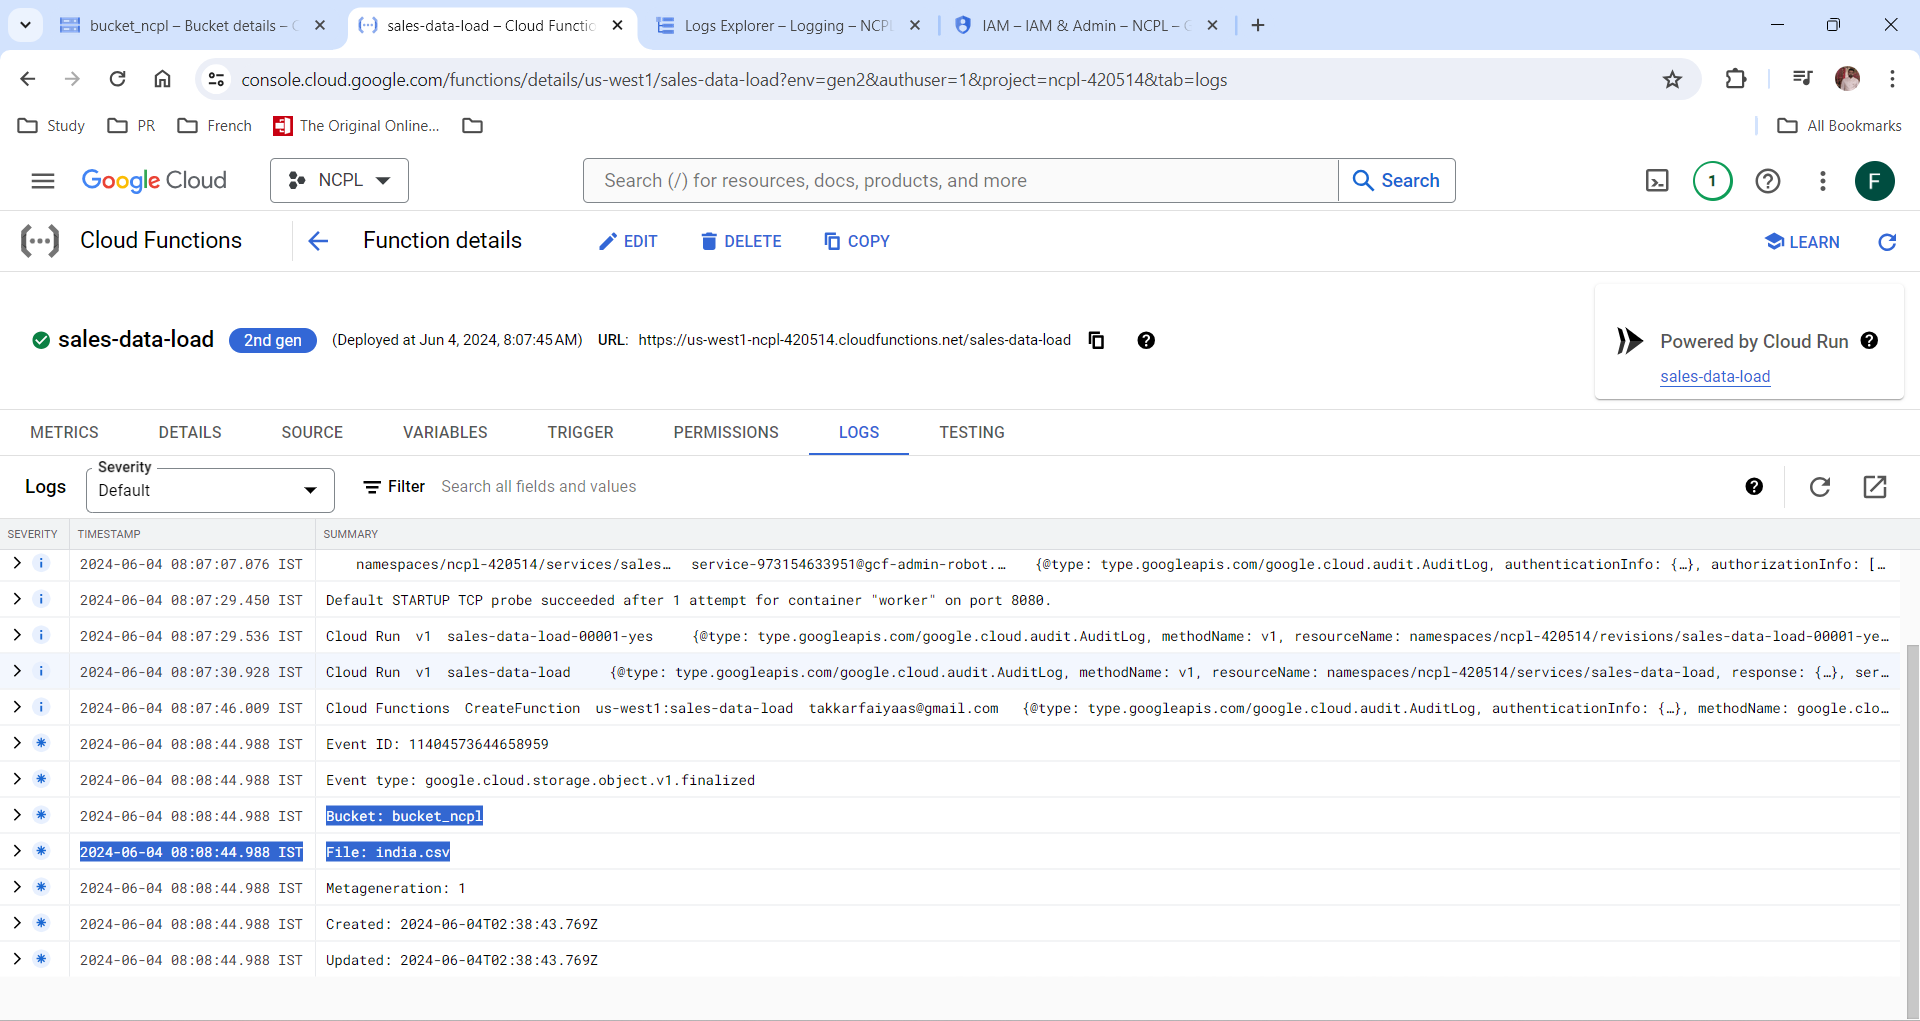 bucket_ncpl – Bucket details – C
sales-data-load – Cloud Functio
Logs Explorer – Logging – NCPL
IAM – IAM & Admin – NCPL – G
console.cloud.google.com/functions/details/us-west1/sales-data-load?env=gen2&authuser=1&project=ncpl-420514&tab=logs
Study
PR
French
The Original Online...
All Bookmarks
Google Cloud
NCPL
Search (/) for resources, docs, products, and more
Search
1
F
Cloud Functions
Function details
EDIT
DELETE
COPY
LEARN
sales-data-load
2nd gen
(Deployed at Jun 4, 2024, 8:07:45 AM)
URL: https://us-west1-ncpl-420514.cloudfunctions.net/sales-data-load
Powered by Cloud Run
sales-data-load
METRICS DETAILS SOURCE VARIABLES TRIGGER PERMISSIONS LOGS TESTING
Logs
Severity
Default
Filter
Search all fields and values
SEVERITY TIMESTAMP SUMMARY
2024-06-04 08:07:07.076 IST namespaces/ncpl-420514/services/sales… service-973154633951@gcf-admin-robot.… {@type: type.googleapis.com/google.cloud.audit.AuditLog, authenticationInfo: {…}, authorizationInfo: […
2024-06-04 08:07:29.450 IST Default STARTUP TCP probe succeeded after 1 attempt for container "worker" on port 8080.
2024-06-04 08:07:29.536 IST Cloud Run v1 sales-data-load-00001-yes {@type: type.googleapis.com/google.cloud.audit.AuditLog, methodName: v1, resourceName: namespaces/ncpl-420514/revisions/sales-data-load-00001-ye…
2024-06-04 08:07:30.928 IST Cloud Run v1 sales-data-load {@type: type.googleapis.com/google.cloud.audit.AuditLog, methodName: v1, resourceName: namespaces/ncpl-420514/services/sales-data-load, response: {…}, ser…
2024-06-04 08:07:46.009 IST Cloud Functions CreateFunction us-west1:sales-data-load takkarfaiyaas@gmail.com {@type: type.googleapis.com/google.cloud.audit.AuditLog, authenticationInfo: {…}, methodName: google.clo…
2024-06-04 08:08:44.988 IST Event ID: 11404573644658959
2024-06-04 08:08:44.988 IST Event type: google.cloud.storage.object.v1.finalized
2024-06-04 08:08:44.988 IST Bucket: bucket_ncpl
2024-06-04 08:08:44.988 IST File: india.csv
2024-06-04 08:08:44.988 IST Metageneration: 1
2024-06-04 08:08:44.988 IST Created: 2024-06-04T02:38:43.769Z
2024-06-04 08:08:44.988 IST Updated: 2024-06-04T02:38:43.769Z